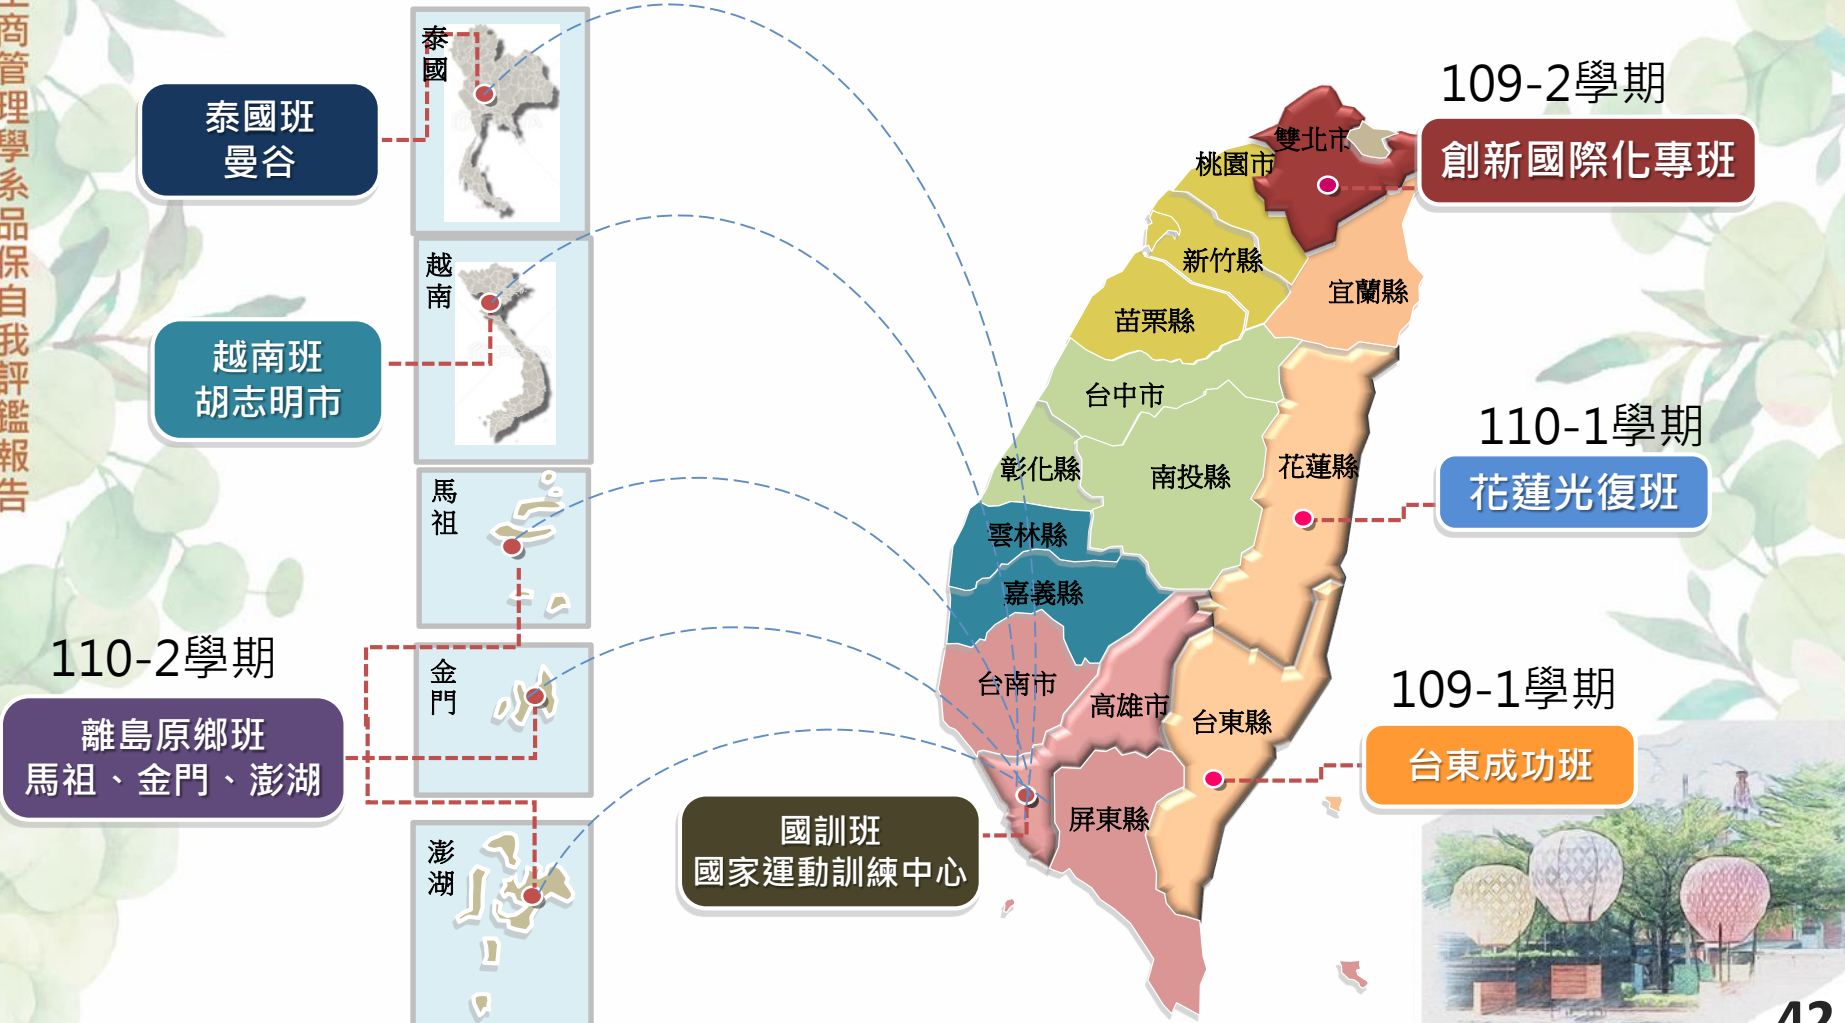 商管理學系品保自我評鑑報告
泰國
泰國班
曼谷
越南
越南班
胡志明市
馬祖
110-2學期
離島原鄉班
馬祖、金門、澎湖
金門
澎湖
國訓班
國家運動訓練中心
雙北市
桃園市
新竹縣
苗栗縣
宜蘭縣
台中市
彰化縣
南投縣
花蓮縣
雲林縣
嘉義縣
台南市
高雄市
台東縣
屏東縣
109-2學期
創新國際化專班
110-1學期
花蓮光復班
109-1學期
台東成功班
42